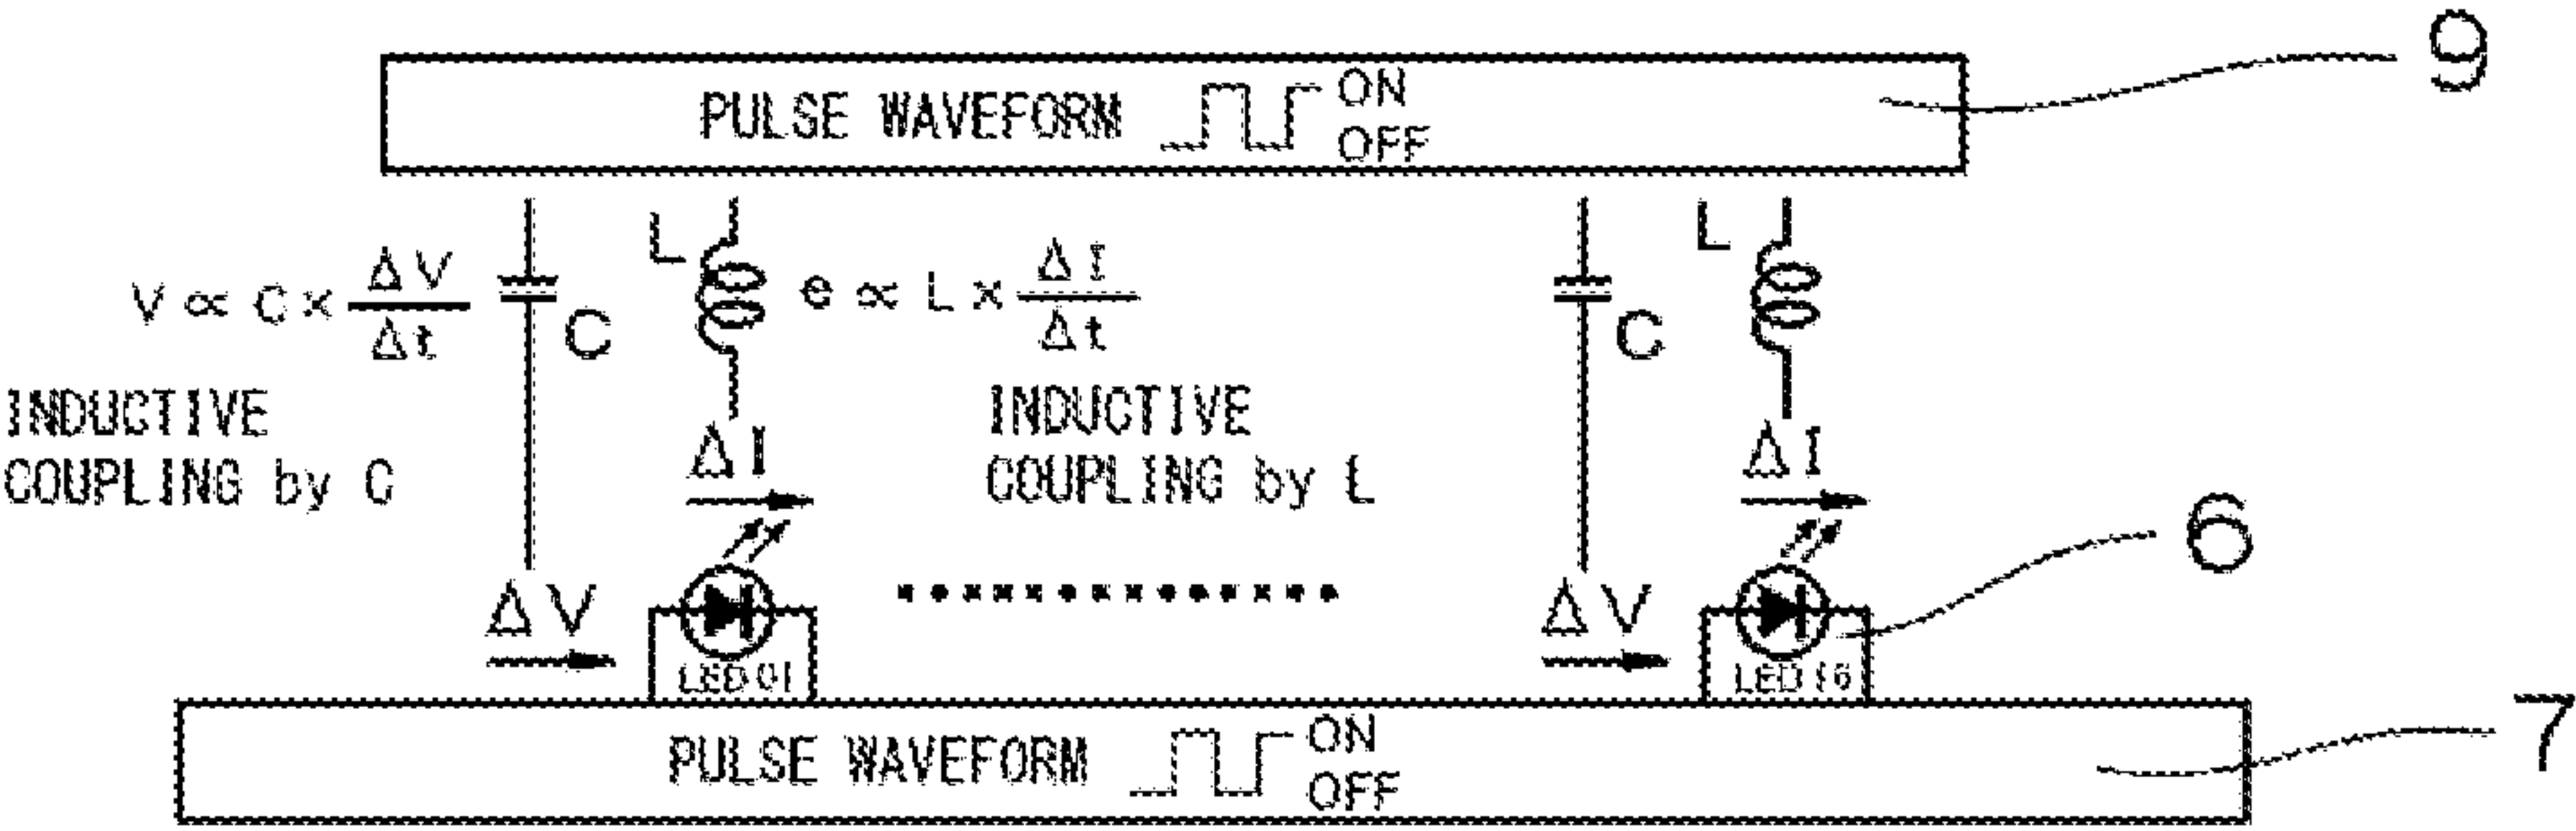 PULSE WAVEFORM ON
OFF
9
V ∝ C × ΔV/Δt
C
L
e ∝ L × ΔI/Δt
C
L
INDUCTIVE
COUPLING by C
INDUCTIVE
COUPLING by L
ΔI
ΔI
ΔV
ΔV
6
LED 01
LED 16
PULSE WAVEFORM ON
OFF
7